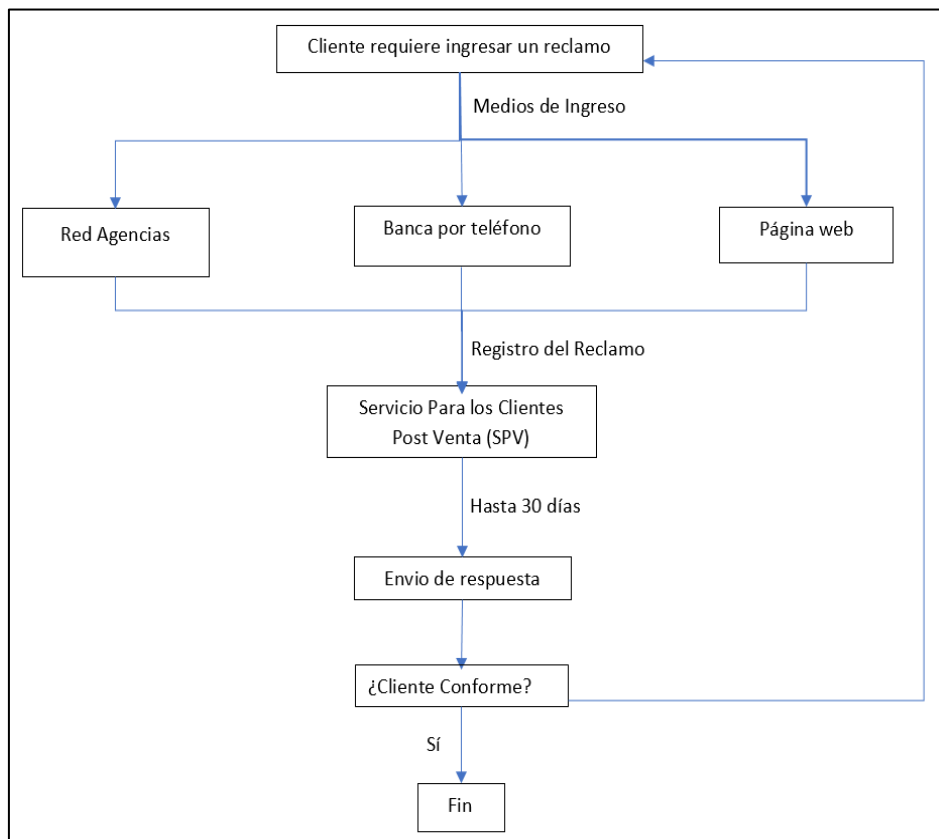 Cliente requiere ingresar un reclamo
Medios de Ingreso
Red Agencias
Banca por teléfono
Página web
Registro del Reclamo
Servicio Para los Clientes
Post Venta (SPV)
Hasta 30 días
Envio de respuesta
¿Cliente Conforme?
Sí
Fin